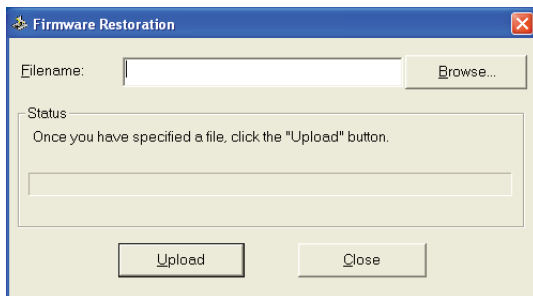 Firmware Restoration
Filename:
Browse...
Status
Once you have specified a file, click the "Upload" button.
Upload
Close